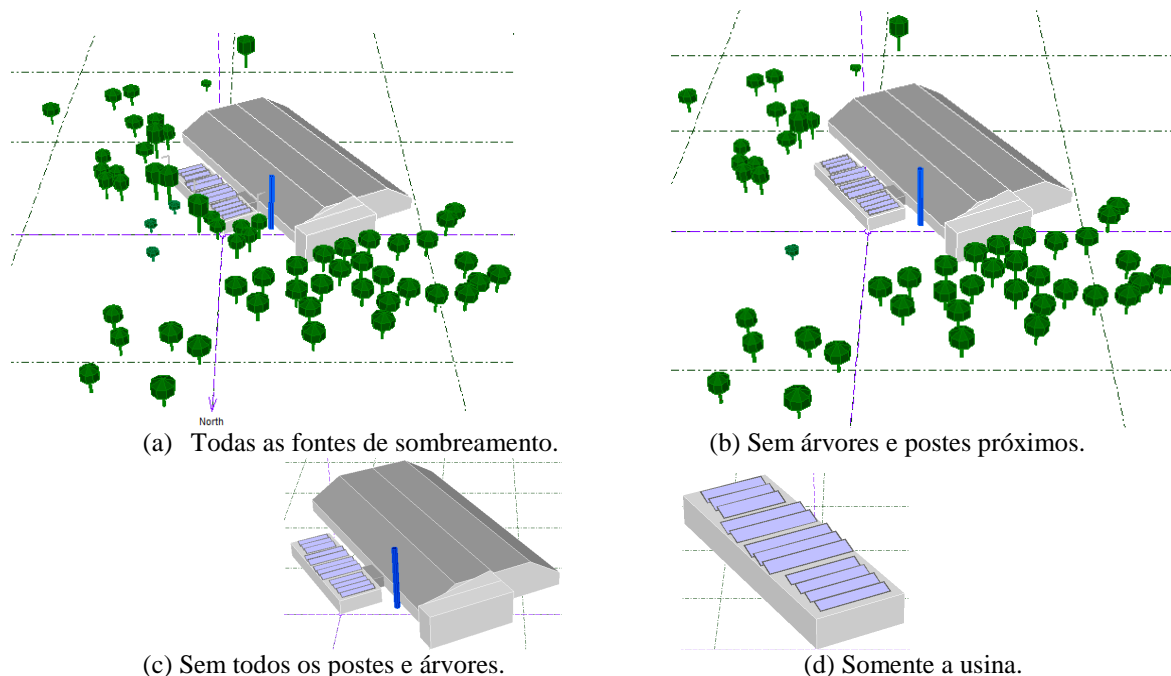 North
(a) Todas as fontes de sombreamento.
(b) Sem árvores e postes próximos.
(c) Sem todos os postes e árvores.
(d) Somente a usina.